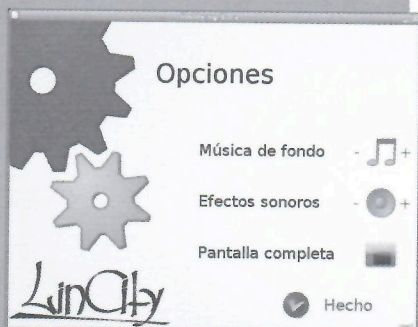 Opciones
Música de fondo - +
Efectos sonoros - +
Pantalla completa
LinCity
Hecho